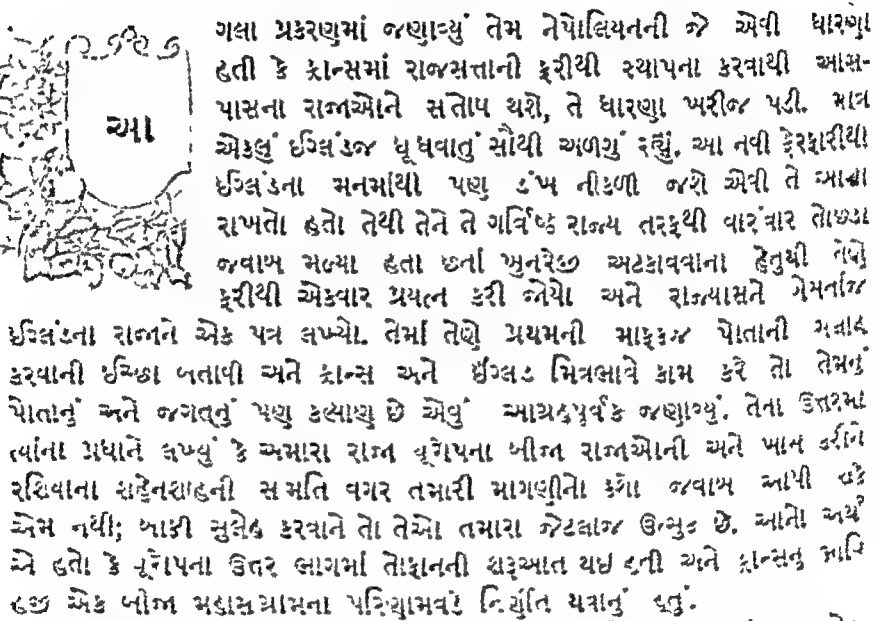 આ
ગલા પ્રકરણમાં જણાવ્યું તેમ નેપોલિયનની જે એવી ધારણા
હતી કે ફ્રાન્સમાં રાજસત્તાની ફરીથી સ્થાપના કરવાથી આસ-
પાસના રાજાઓને સતોષ થશે, તે ધારણા ખરીજ પડી. માત્ર
એકલું ઈંગ્લંડજ ધૂધવાતું સૌથી અળગું રહ્યું. આ નવી ફેરફારીથી
ઈંગ્લંડના મનમાંથી પણ ડંખ નીકળી જશે એવી તે આશા
રાખતો હતો તેથી તેને તે ગર્વિષ્ઠ રાજ્ય તરફથી વારંવાર તોછડા
જવાબ મળ્યા હતા છતાં ખુનરેજી અટકાવવાના હેતુથી તેણે
ફરીથી એકવાર પ્રયત્ન કરી જોયો અને રાજ્યાસને બેસતાંજ
ઈંગ્લંડના રાજાને એક પત્ર લખ્યો. તેમાં તેણે પ્રથમની માફકજ પોતાની
કરવાની ઈચ્છા બતાવી અને ફ્રાન્સ અને ઈંગ્લડ મિત્રભાવે કામ કરે તો તેમનું
પોતાનું અને જગતનું પણ કલ્યાણ છે એવું આગ્રહપૂર્વક જણાવ્યું. તેના ઉત્તરમાં
ત્યાંના પ્રધાને લખ્યું કે અમારા રાજા યૂરોપના બીજા રાજાઓની અને ખાસ કરીને
રશિયાના શહેનશાહની સમતિ વગર તમારી માગણીનો કશો જવાબ આપી શકે
એમ નથી; બાકી સુલેહ કરવાને તો તેઓ તમારા જેટલાજ ઉત્સુક છે. આનો અર્થ
એ હતો કે યૂરોપના ઉત્તર ભાગમાં તોફાનની શરૂઆત થઇ હતી અને ફ્રાન્સનું ભાવિ
હજી એક બીજા મહાસગ્રામના પરિણામવડે નિર્ણીત થવાનું હતું.